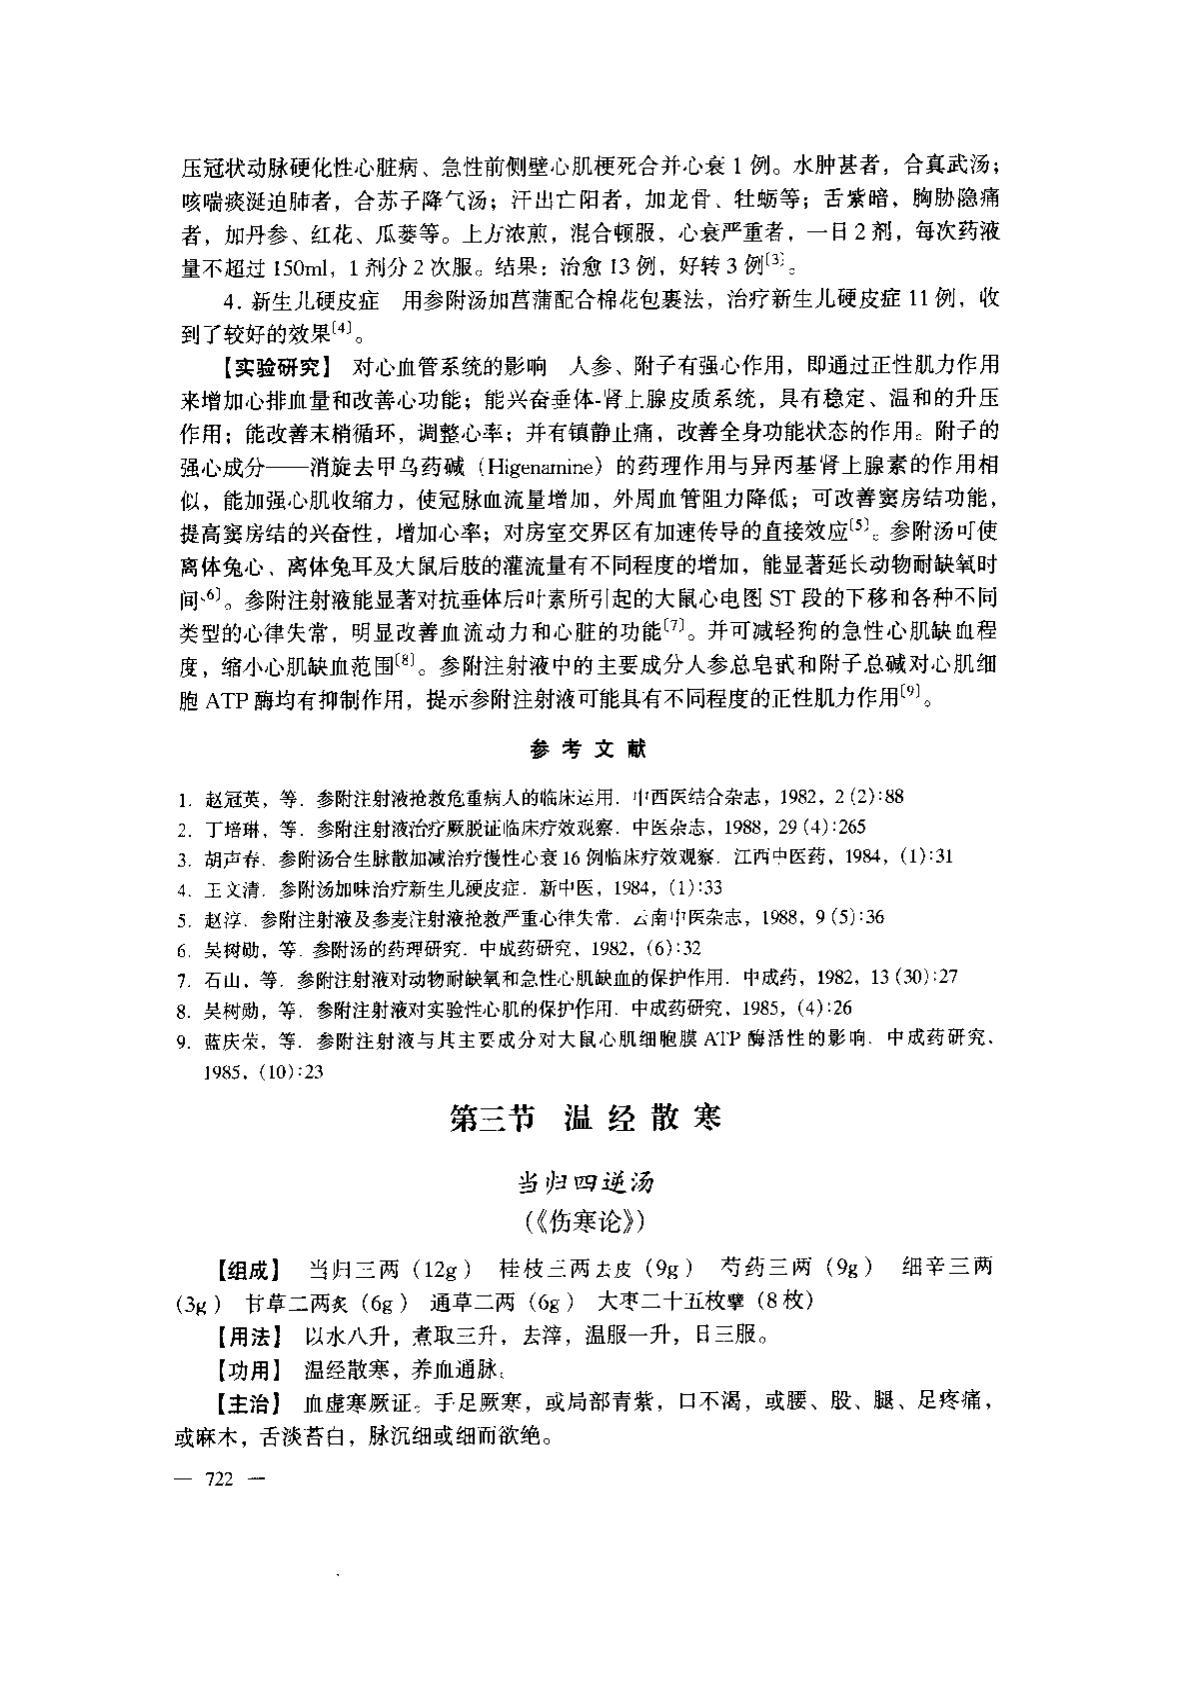 压冠状动脉硬化性心脏病、急性前侧壁心肌梗死合并心衰 1 例。水肿甚者，合真武汤；
咳喘痰涎迫肺者，合苏子降气汤；汗出亡阳者，加龙骨、牡蛎等；舌紫暗，胸胁隐痛
者，加丹参、红花、瓜蒌等。上方浓煎，混合顿服，心衰严重者，一日 2 剂，每次药液
量不超过 150ml，1 剂分 2 次服。结果：治愈 13 例，好转 3 例〔3〕。
4. 新生儿硬皮症　用参附汤加菖蒲配合棉花包裹法，治疗新生儿硬皮症 11 例，收
到了较好的效果〔4〕。
【实验研究】　对心血管系统的影响　人参、附子有强心作用，即通过正性肌力作用
来增加心排血量和改善心功能；能兴奋垂体-肾上腺皮质系统，具有稳定、温和的升压
作用；能改善末梢循环，调整心率；并有镇静止痛，改善全身功能状态的作用。附子的
强心成分——消旋去甲乌药碱（Higenamine）的药理作用与异丙基肾上腺素的作用相
似，能加强心肌收缩力，使冠脉血流量增加，外周血管阻力降低；可改善窦房结功能，
提高窦房结的兴奋性，增加心率；对房室交界区有加速传导的直接效应〔5〕。参附汤可使
离体兔心、离体兔耳及大鼠后肢的灌流量有不同程度的增加，能显著延长动物耐缺氧时
间〔6〕。参附注射液能显著对抗垂体后叶素所引起的大鼠心电图 ST 段的下移和各种不同
类型的心律失常，明显改善血流动力和心脏的功能〔7〕。并可减轻狗的急性心肌缺血程
度，缩小心肌缺血范围〔8〕。参附注射液中的主要成分人参总皂甙和附子总碱对心肌细
胞 ATP 酶均有抑制作用，提示参附注射液可能具有不同程度的正性肌力作用〔9〕。
参 考 文 献
1. 赵冠英，等．参附注射液抢救危重病人的临床运用．中西医结合杂志，1982，2 (2):88
2. 丁培琳，等．参附注射液治疗厥脱证临床疗效观察．中医杂志，1988，29 (4):265
3. 胡声春．参附汤合生脉散加减治疗慢性心衰 16 例临床疗效观察．江西中医药，1984，(1):31
4. 王文清．参附汤加味治疗新生儿硬皮症．新中医，1984，(1):33
5. 赵淳．参附注射液及参麦注射液抢救严重心律失常．云南中医杂志，1988，9 (5):36
6. 吴树勋，等．参附汤的药理研究．中成药研究，1982，(6):32
7. 石山，等．参附注射液对动物耐缺氧和急性心肌缺血的保护作用．中成药，1982，13 (30):27
8. 吴树勋，等．参附注射液对实验性心肌的保护作用．中成药研究，1985，(4):26
9. 蓝庆荣，等．参附注射液与其主要成分对大鼠心肌细胞膜 ATP 酶活性的影响．中成药研究，
1985，(10):23
第三节　温 经 散 寒
当归四逆汤
(《伤寒论》)
【组成】　当归三两（12g）　桂枝三两去皮（9g）　芍药三两（9g）　细辛三两
(3g)　甘草二两炙（6g）　通草二两（6g）　大枣二十五枚擘（8 枚）
【用法】　以水八升，煮取三升，去滓，温服一升，日三服。
【功用】　温经散寒，养血通脉。
【主治】　血虚寒厥证。手足厥寒，或局部青紫，口不渴，或腰、股、腿、足疼痛，
或麻木，舌淡苔白，脉沉细或细而欲绝。
— 722 —